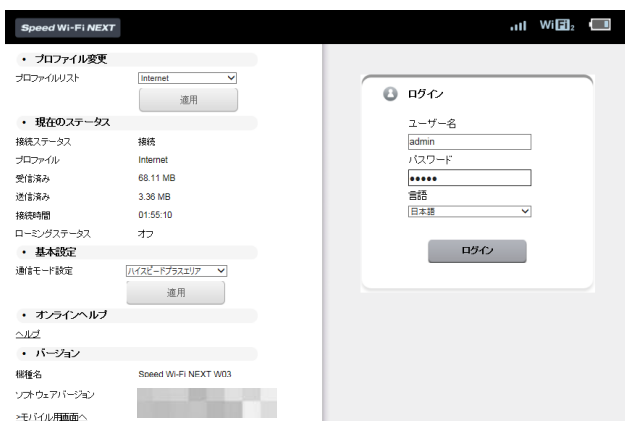 Speed Wi-Fi NEXT
WiFi2
・ プロファイル変更
プロファイルリスト Internet
適用
・ 現在のステータス
接続ステータス 接続
プロファイル Internet
受信済み 68.11 MB
送信済み 3.36 MB
接続時間 01:55:10
ローミングステータス オフ
・ 基本設定
通信モード設定 ハイスピードプラスエリア
適用
・ オンラインヘルプ
ヘルプ
・ バージョン
機種名 Speed Wi-Fi NEXT W03
ソフトウェアバージョン
>モバイル用画面へ
ログイン
ユーザー名
admin
パスワード
●●●●●
言語
日本語
ログイン